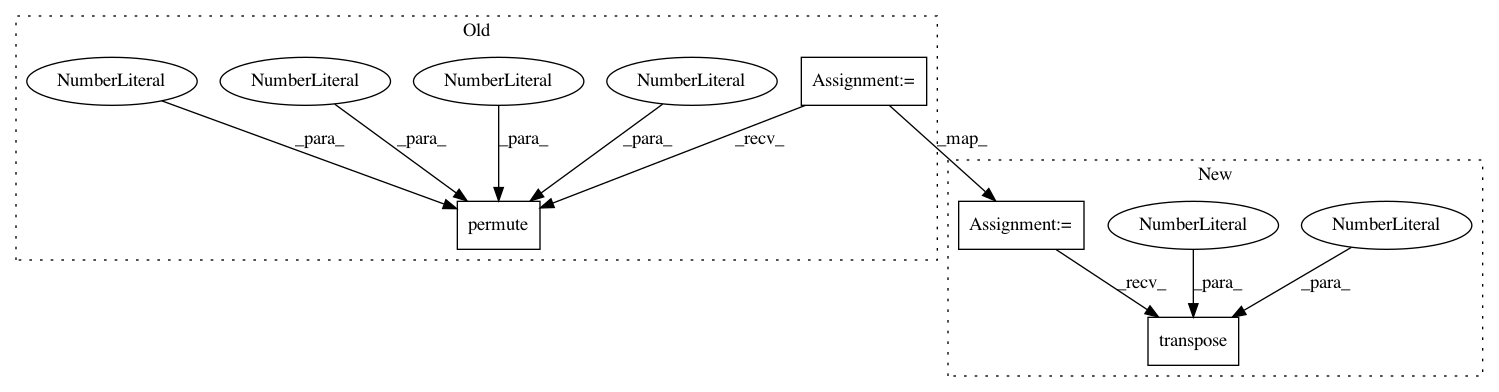 Old
NumberLiteral NumberLiteral NumberLiteral NumberLiteral Assignment:=
_para_ _para_ _para_ _para_ _recv_ _map_
New
permute Assignment:= NumberLiteral NumberLiteral
_recv_ _para_ _para_
transpose